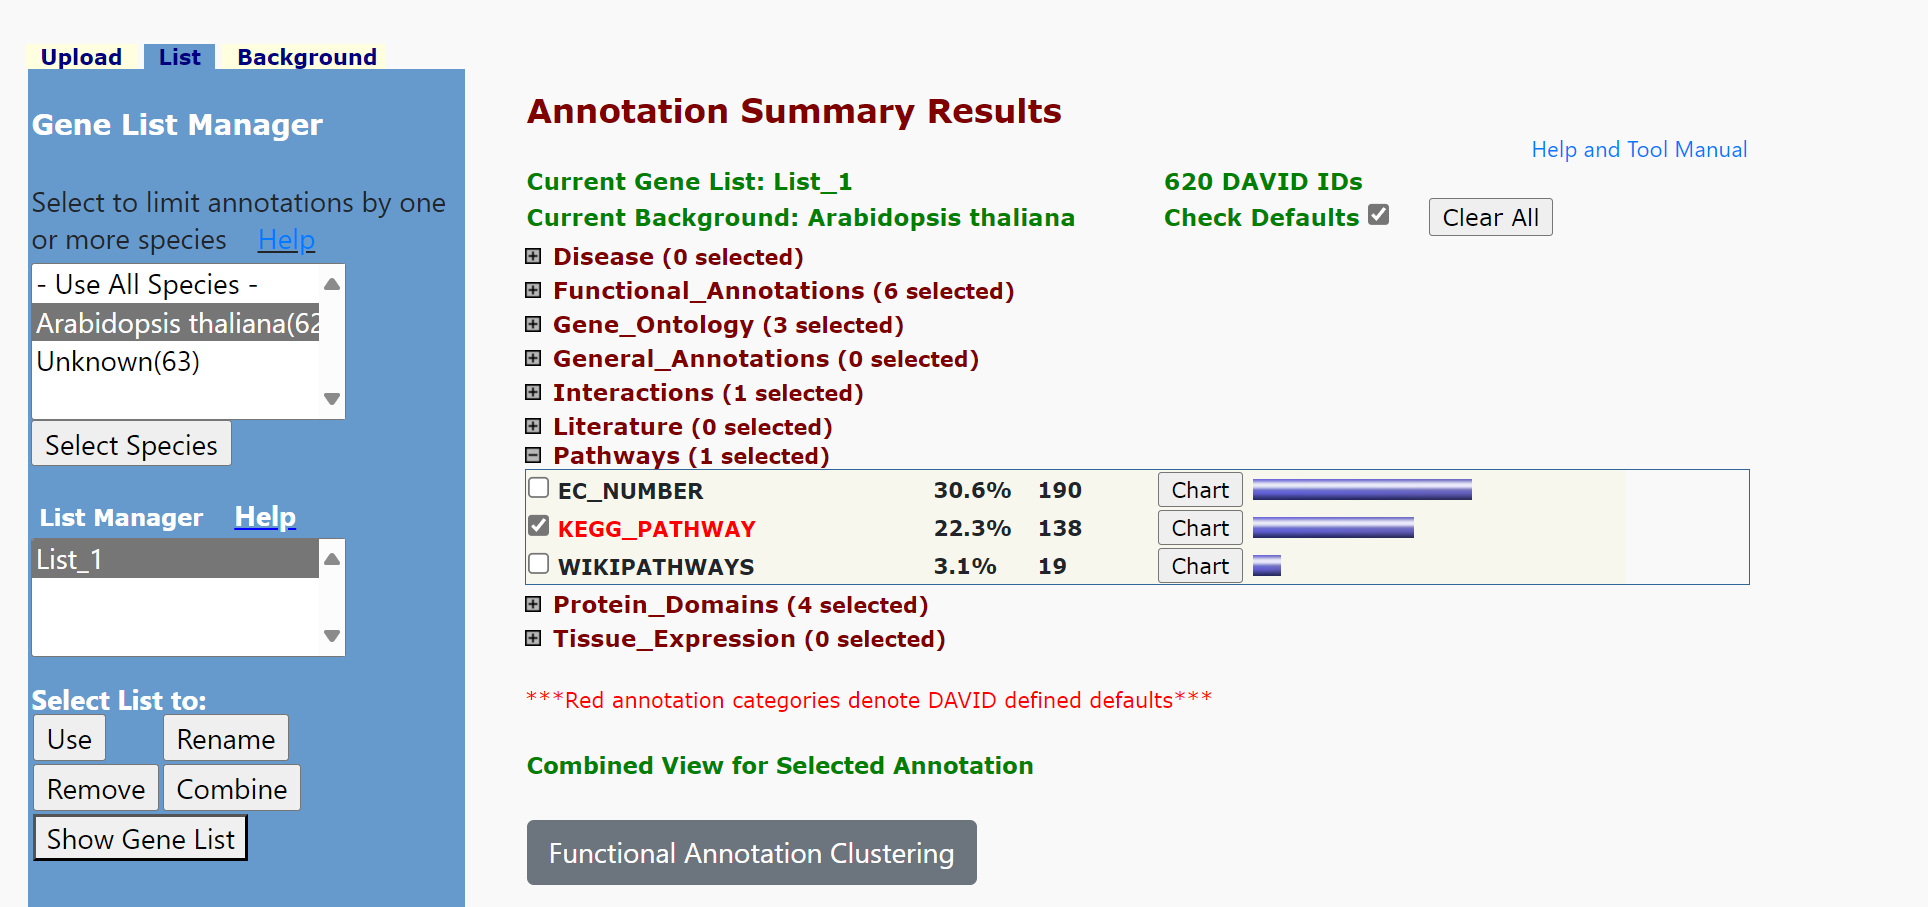 Upload List Background
Gene List Manager
Select to limit annotations by one
or more species Help
- Use All Species -
Arabidopsis thaliana(62
Unknown(63)
Select Species
List Manager Help
List_1
Select List to:
Use Rename
Remove Combine
Show Gene List
Annotation Summary Results
Help and Tool Manual
Current Gene List: List_1 620 DAVID IDs
Current Background: Arabidopsis thaliana Check Defaults Clear All
Disease (0 selected)
Functional_Annotations (6 selected)
Gene_Ontology (3 selected)
General_Annotations (0 selected)
Interactions (1 selected)
Literature (0 selected)
Pathways (1 selected)
EC_NUMBER 30.6% 190 Chart
KEGG_PATHWAY 22.3% 138 Chart
WIKIPATHWAYS 3.1% 19 Chart
Protein_Domains (4 selected)
Tissue_Expression (0 selected)
***Red annotation categories denote DAVID defined defaults***
Combined View for Selected Annotation
Functional Annotation Clustering